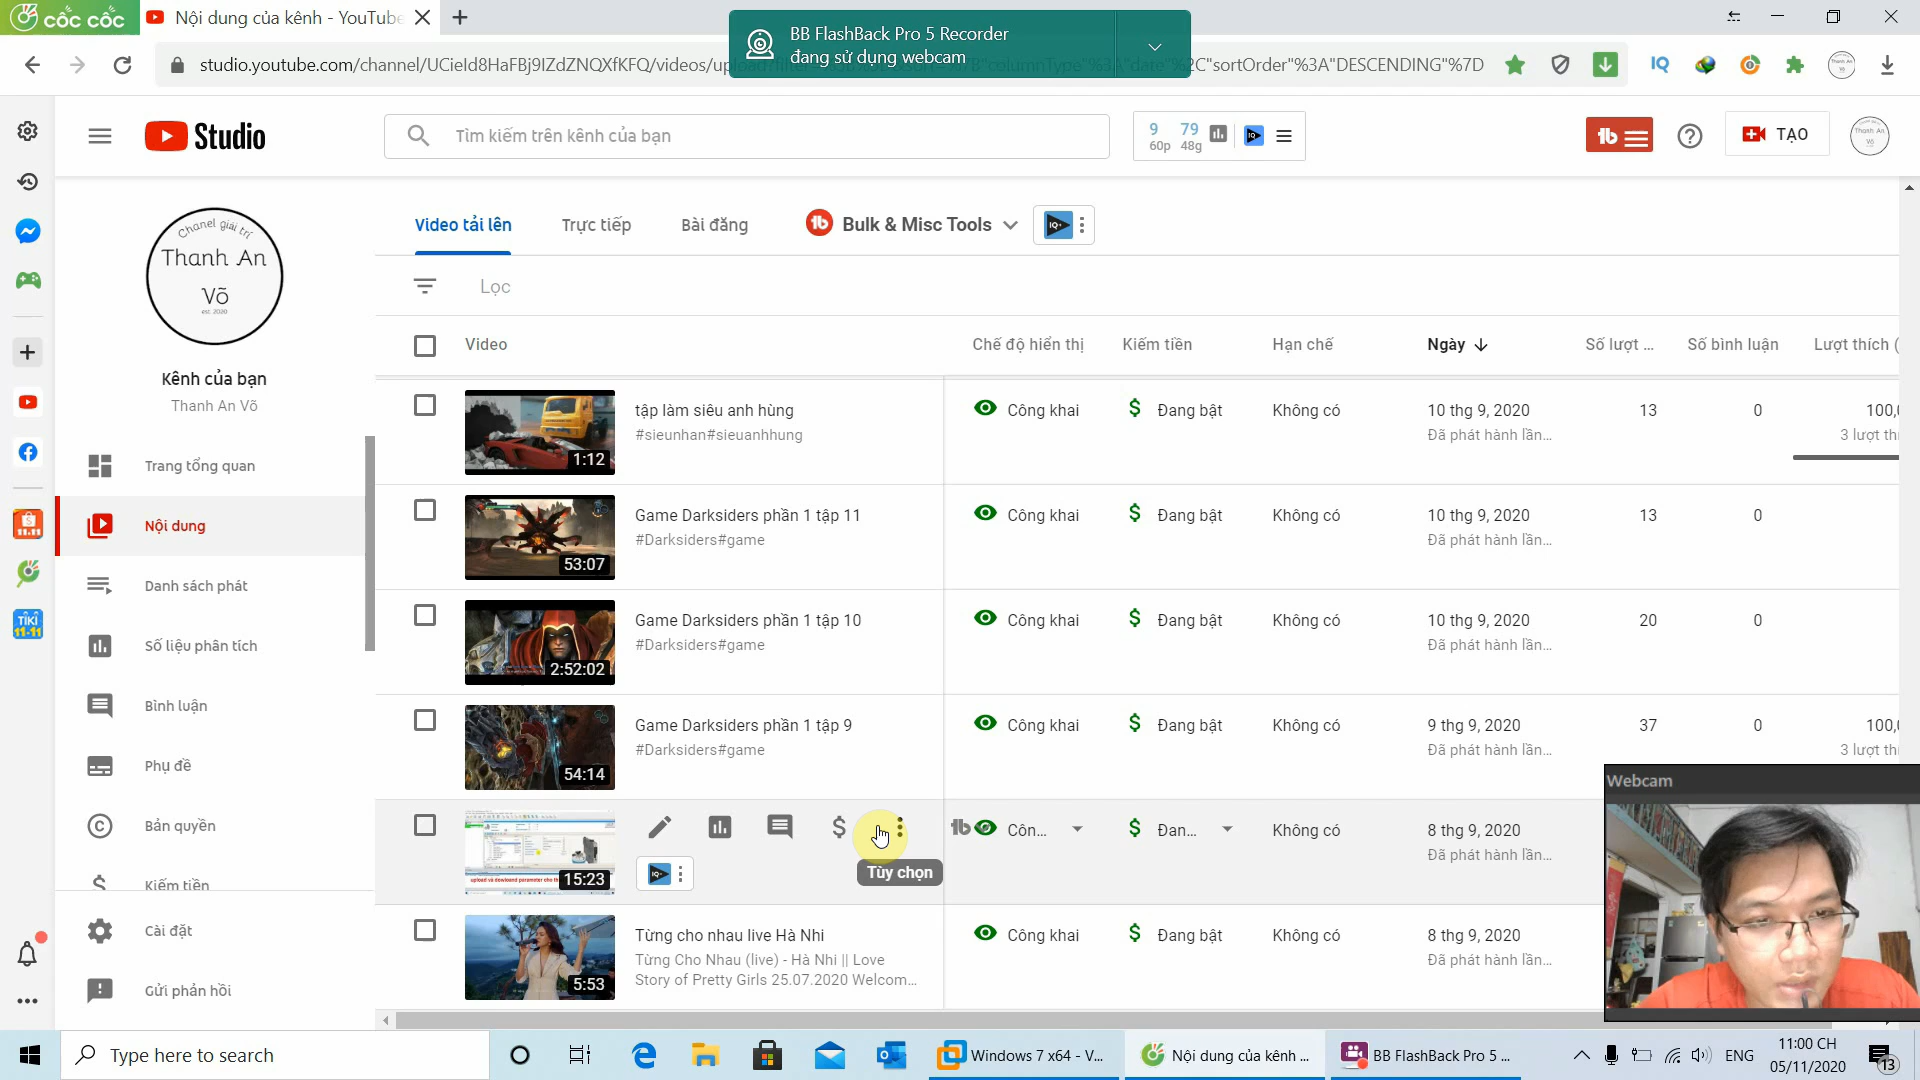 cốc cốc
Nội dung của kênh - YouTube
BB FlashBack Pro 5 Recorder
đang sử dụng webcam
studio.youtube.com/channel/UCield8HaFBj9IZdZNQXfKFQ/videos/
"sortOrder"%3A"DESCENDING"%7D
Studio
Tìm kiếm trên kênh của bạn
9 79
60p 48g
TẠO
Chanel giải trí
Thanh An
Võ
est. 2020
Kênh của bạn
Thanh An Võ
Trang tổng quan
Nội dung
Danh sách phát
Số liệu phân tích
Bình luận
Phụ đề
Bản quyền
Kiếm tiền
Cài đặt
Gửi phản hồi
Video tải lên
Trực tiếp
Bài đăng
Bulk & Misc Tools
Lọc
Video
Chế độ hiển thị
Kiếm tiền
Hạn chế
Ngày
Số lượt ...
Số bình luận
Lượt thích (
tập làm siêu anh hùng
#sieunhan#sieuanhhung
1:12
Công khai
Đang bật
Không có
10 thg 9, 2020
Đã phát hành lần...
13
0
100,
3 lượt th
Game Darksiders phần 1 tập 11
#Darksiders#game
53:07
Công khai
Đang bật
Không có
10 thg 9, 2020
Đã phát hành lần...
13
0
Game Darksiders phần 1 tập 10
#Darksiders#game
2:52:02
Công khai
Đang bật
Không có
10 thg 9, 2020
Đã phát hành lần...
20
0
Game Darksiders phần 1 tập 9
#Darksiders#game
54:14
Công khai
Đang bật
Không có
9 thg 9, 2020
Đã phát hành lần...
37
0
100,
3 lượt th
15:23
Tùy chọn
Côn...
Đan...
Không có
8 thg 9, 2020
Đã phát hành lần...
Từng cho nhau live Hà Nhi
Từng Cho Nhau (live) - Hà Nhi || Love
Story of Pretty Girls 25.07.2020 Welcom...
5:53
Công khai
Đang bật
Không có
8 thg 9, 2020
Đã phát hành lần...
Webcam
Type here to search
Windows 7 x64 - V...
Nội dung của kênh ...
BB FlashBack Pro 5 ...
ENG
11:00 CH
05/11/2020
13